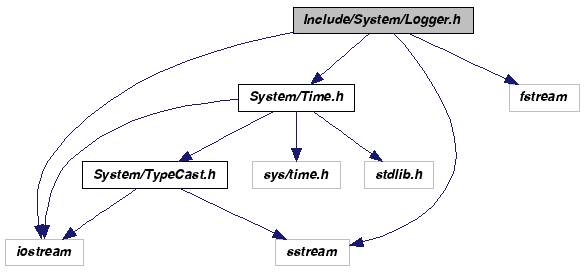 Include/System/Logger.h
System/Time.h
fstream
System/TypeCast.h
sys/time.h
stdlib.h
iostream
sstream